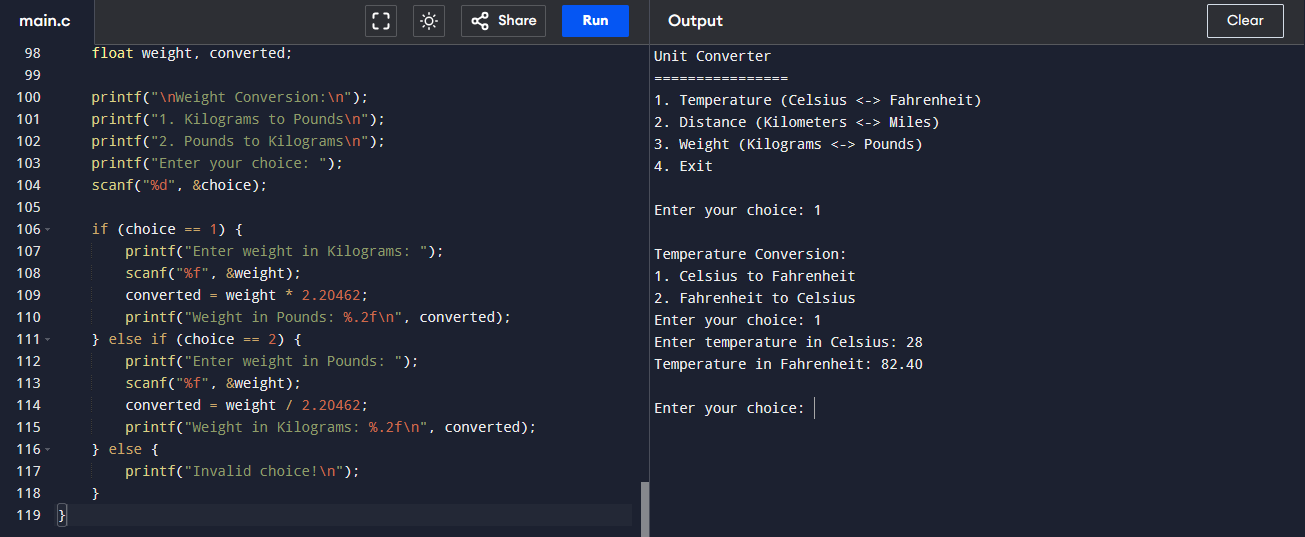 main.c
Share
Run
Output
Clear
98 float weight, converted;
99
100 printf("\nWeight Conversion:\n");
101 printf("1. Kilograms to Pounds\n");
102 printf("2. Pounds to Kilograms\n");
103 printf("Enter your choice: ");
104 scanf("%d", &choice);
105
106 if (choice == 1) {
107 printf("Enter weight in Kilograms: ");
108 scanf("%f", &weight);
109 converted = weight * 2.20462;
110 printf("Weight in Pounds: %.2f\n", converted);
111 } else if (choice == 2) {
112 printf("Enter weight in Pounds: ");
113 scanf("%f", &weight);
114 converted = weight / 2.20462;
115 printf("Weight in Kilograms: %.2f\n", converted);
116 } else {
117 printf("Invalid choice!\n");
118 }
119 }
Unit Converter
================
1. Temperature (Celsius <-> Fahrenheit)
2. Distance (Kilometers <-> Miles)
3. Weight (Kilograms <-> Pounds)
4. Exit
Enter your choice: 1
Temperature Conversion:
1. Celsius to Fahrenheit
2. Fahrenheit to Celsius
Enter your choice: 1
Enter temperature in Celsius: 28
Temperature in Fahrenheit: 82.40
Enter your choice: